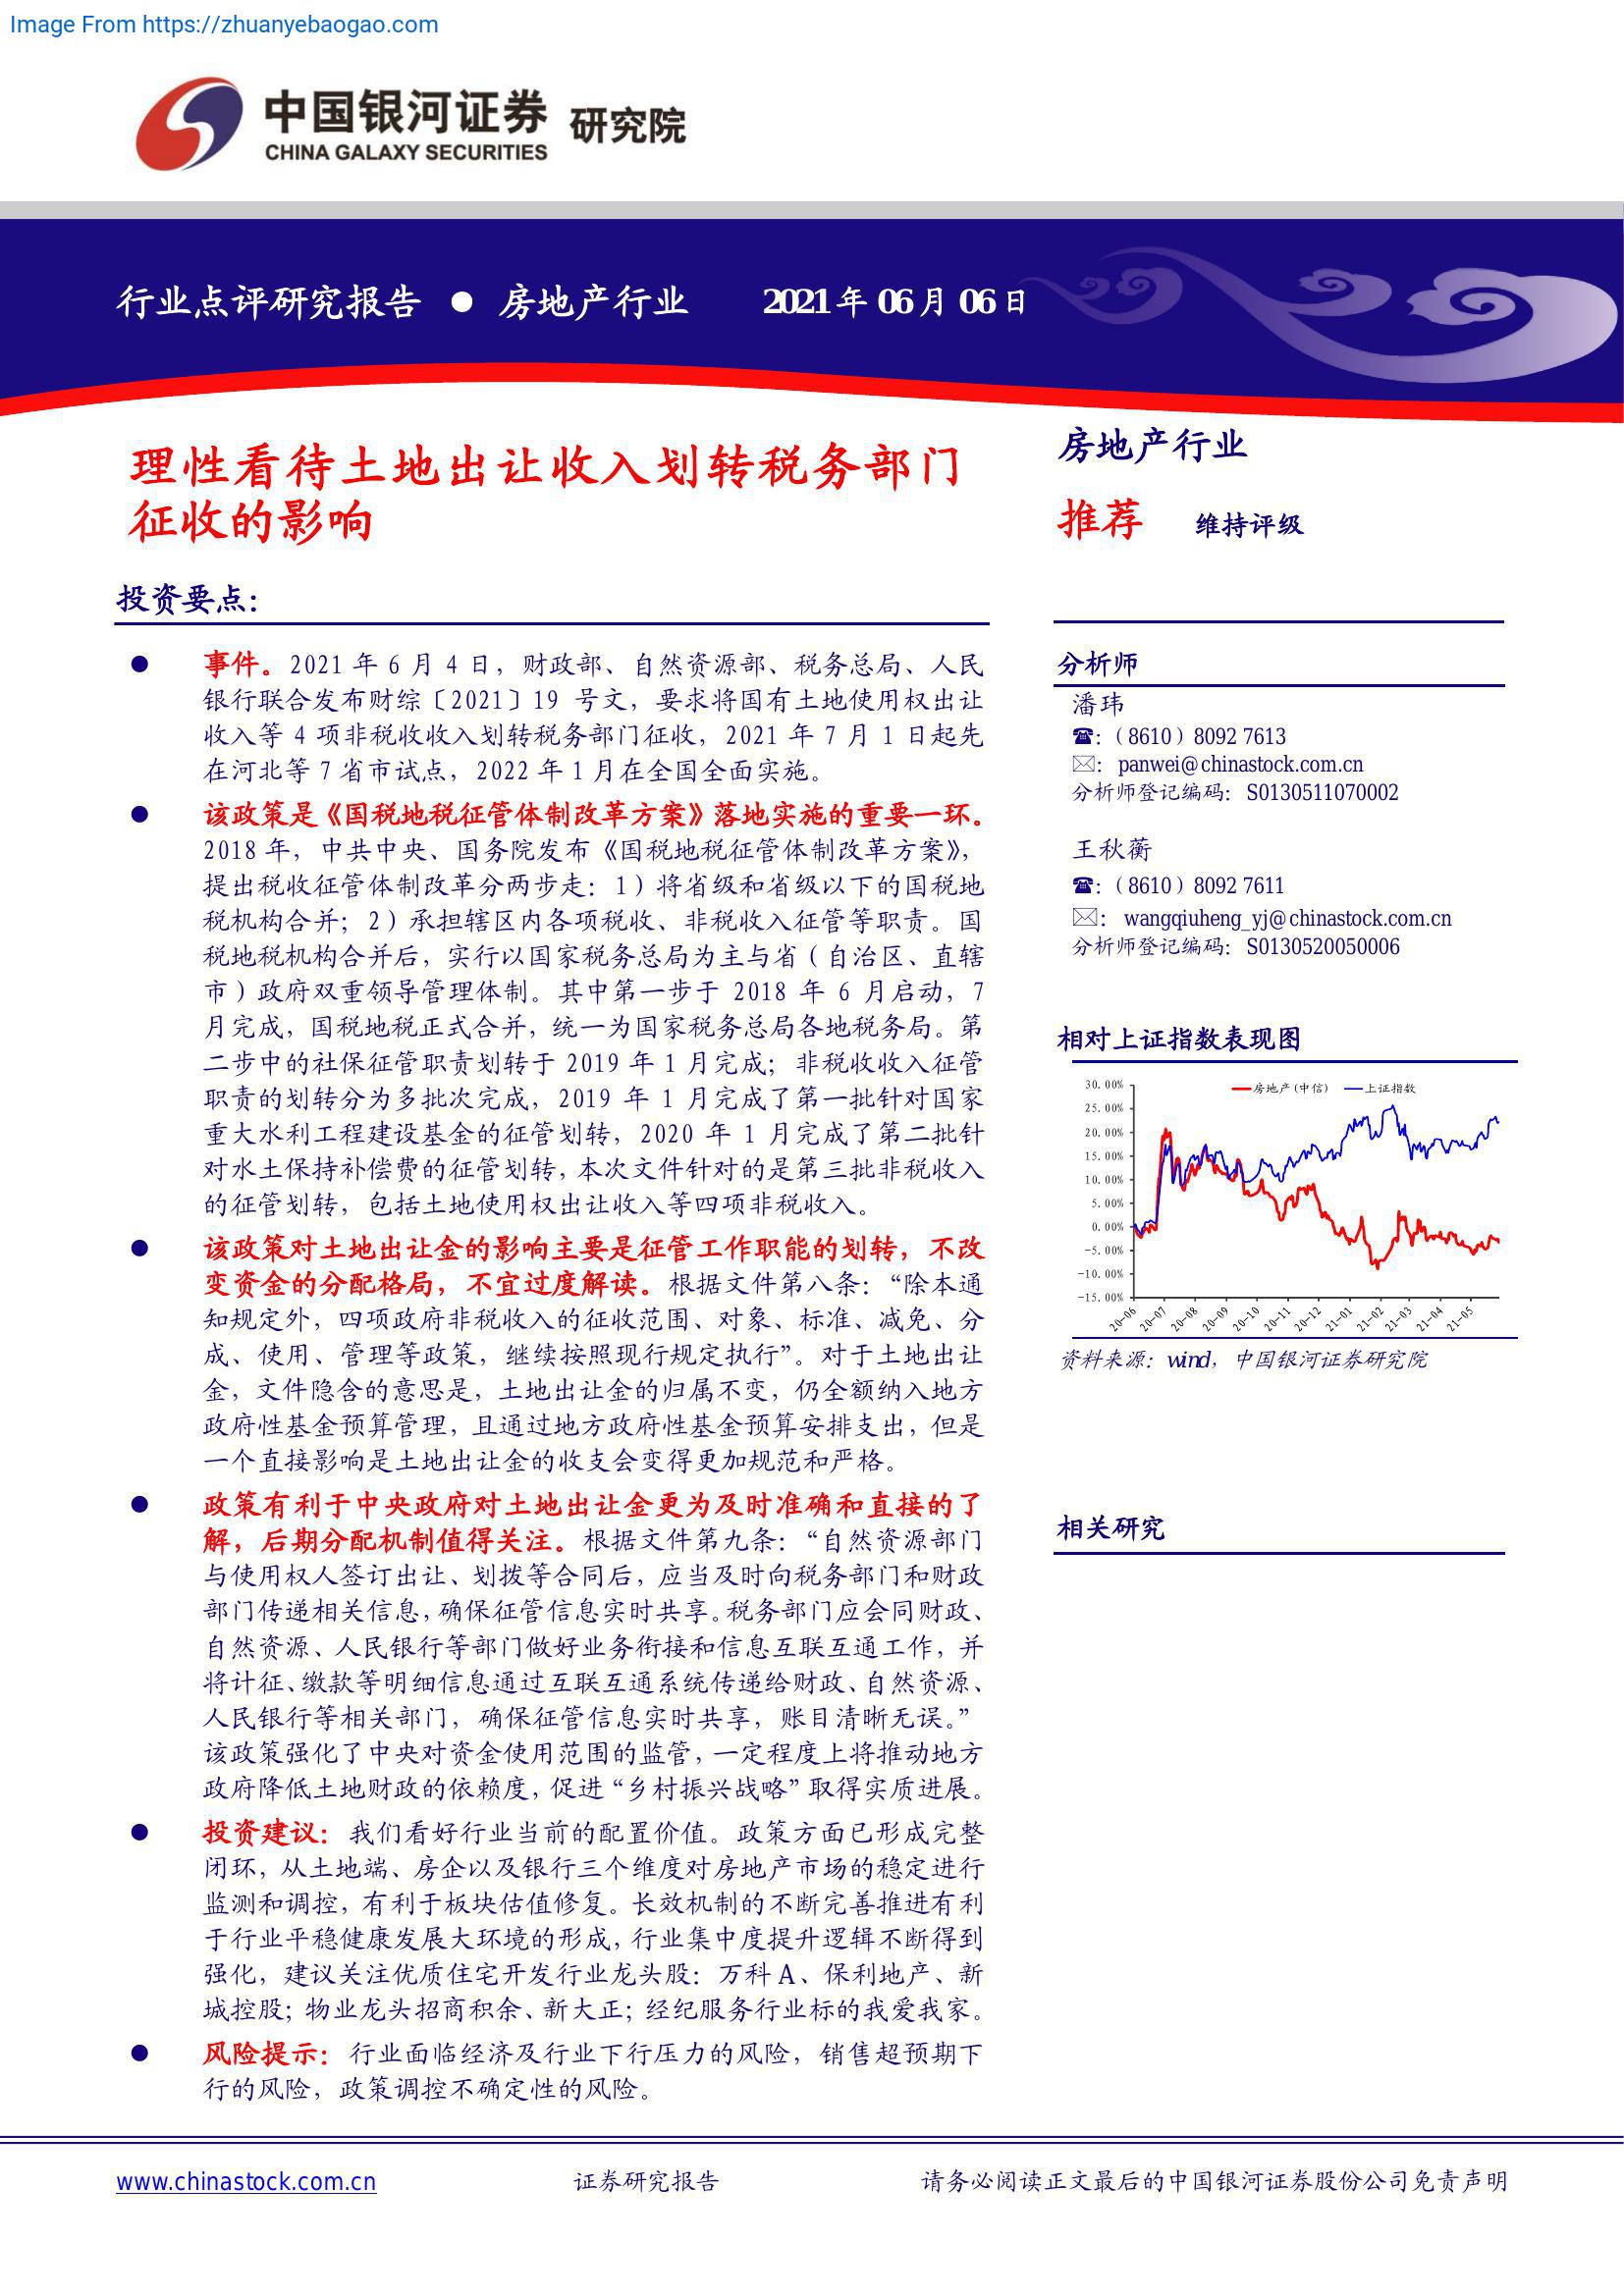 Image From https://zhuanyebaogao.com
中国银河证券 研究院
CHINA GALAXY SECURITIES
行业点评研究报告 ● 房地产行业 2021年06月06日
理性看待土地出让收入划转税务部门
征收的影响
投资要点：
● 事件。2021 年 6 月 4 日，财政部、自然资源部、税务总局、人民
银行联合发布财综〔2021〕19 号文，要求将国有土地使用权出让
收入等 4 项非税收收入划转税务部门征收，2021 年 7 月 1 日起先
在河北等 7 省市试点，2022 年 1 月在全国全面实施。
● 该政策是《国税地税征管体制改革方案》落地实施的重要一环。
2018 年，中共中央、国务院发布《国税地税征管体制改革方案》，
提出税收征管体制改革分两步走：1）将省级和省级以下的国税地
税机构合并；2）承担辖区内各项税收、非税收入征管等职责。国
税地税机构合并后，实行以国家税务总局为主与省（自治区、直辖
市）政府双重领导管理体制。其中第一步于 2018 年 6 月启动，7
月完成，国税地税正式合并，统一为国家税务总局各地税务局。第
二步中的社保征管职责划转于 2019 年 1 月完成；非税收收入征管
职责的划转分为多批次完成，2019 年 1 月完成了第一批针对国家
重大水利工程建设基金的征管划转，2020 年 1 月完成了第二批针
对水土保持补偿费的征管划转，本次文件针对的是第三批非税收入
的征管划转，包括土地使用权出让收入等四项非税收入。
● 该政策对土地出让金的影响主要是征管工作职能的划转，不改
变资金的分配格局，不宜过度解读。根据文件第八条：“除本通
知规定外，四项政府非税收入的征收范围、对象、标准、减免、分
成、使用、管理等政策，继续按照现行规定执行”。对于土地出让
金，文件隐含的意思是，土地出让金的归属不变，仍全额纳入地方
政府性基金预算管理，且通过地方政府性基金预算安排支出，但是
一个直接影响是土地出让金的收支会变得更加规范和严格。
● 政策有利于中央政府对土地出让金更为及时准确和直接的了
解，后期分配机制值得关注。根据文件第九条：“自然资源部门
与使用权人签订出让、划拨等合同后，应当及时向税务部门和财政
部门传递相关信息，确保征管信息实时共享。税务部门应会同财政、
自然资源、人民银行等部门做好业务衔接和信息互联互通工作，并
将计征、缴款等明细信息通过互联互通系统传递给财政、自然资源、
人民银行等相关部门，确保征管信息实时共享，账目清晰无误。”
该政策强化了中央对资金使用范围的监管，一定程度上将推动地方
政府降低土地财政的依赖度，促进“乡村振兴战略”取得实质进展。
● 投资建议：我们看好行业当前的配置价值。政策方面已形成完整
闭环，从土地端、房企以及银行三个维度对房地产市场的稳定进行
监测和调控，有利于板块估值修复。长效机制的不断完善推进有利
于行业平稳健康发展大环境的形成，行业集中度提升逻辑不断得到
强化，建议关注优质住宅开发行业龙头股：万科 A、保利地产、新
城控股；物业龙头招商积余、新大正；经纪服务行业标的我爱我家。
● 风险提示：行业面临经济及行业下行压力的风险，销售超预期下
行的风险，政策调控不确定性的风险。
房地产行业
推荐 维持评级
分析师
潘玮
☎:（8610）8092 7613
✉: panwei@chinastock.com.cn
分析师登记编码：S0130511070002
王秋蘅
☎:（8610）8092 7611
✉: wangqiuheng_yj@chinastock.com.cn
分析师登记编码：S0130520050006
相对上证指数表现图
房地产(中信) 上证指数
30.00%
25.00%
20.00%
15.00%
10.00%
5.00%
0.00%
-5.00%
-10.00%
-15.00%
20-06 20-07 20-08 20-09 20-10 20-11 20-12 21-01 21-02 21-03 21-04 21-05
资料来源：wind，中国银河证券研究院
相关研究
www.chinastock.com.cn 证券研究报告 请务必阅读正文最后的中国银河证券股份公司免责声明